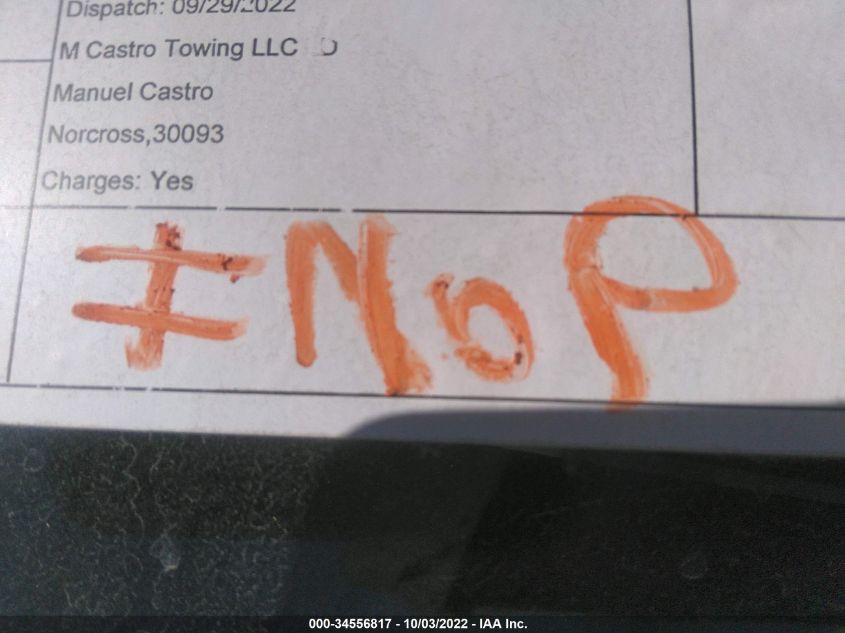 Dispatch: 09/29/2022
M Castro Towing LLC D
Manuel Castro
Norcross,30093
Charges: Yes
≠NoP
000-34556817 - 10/03/2022 - IAA Inc.